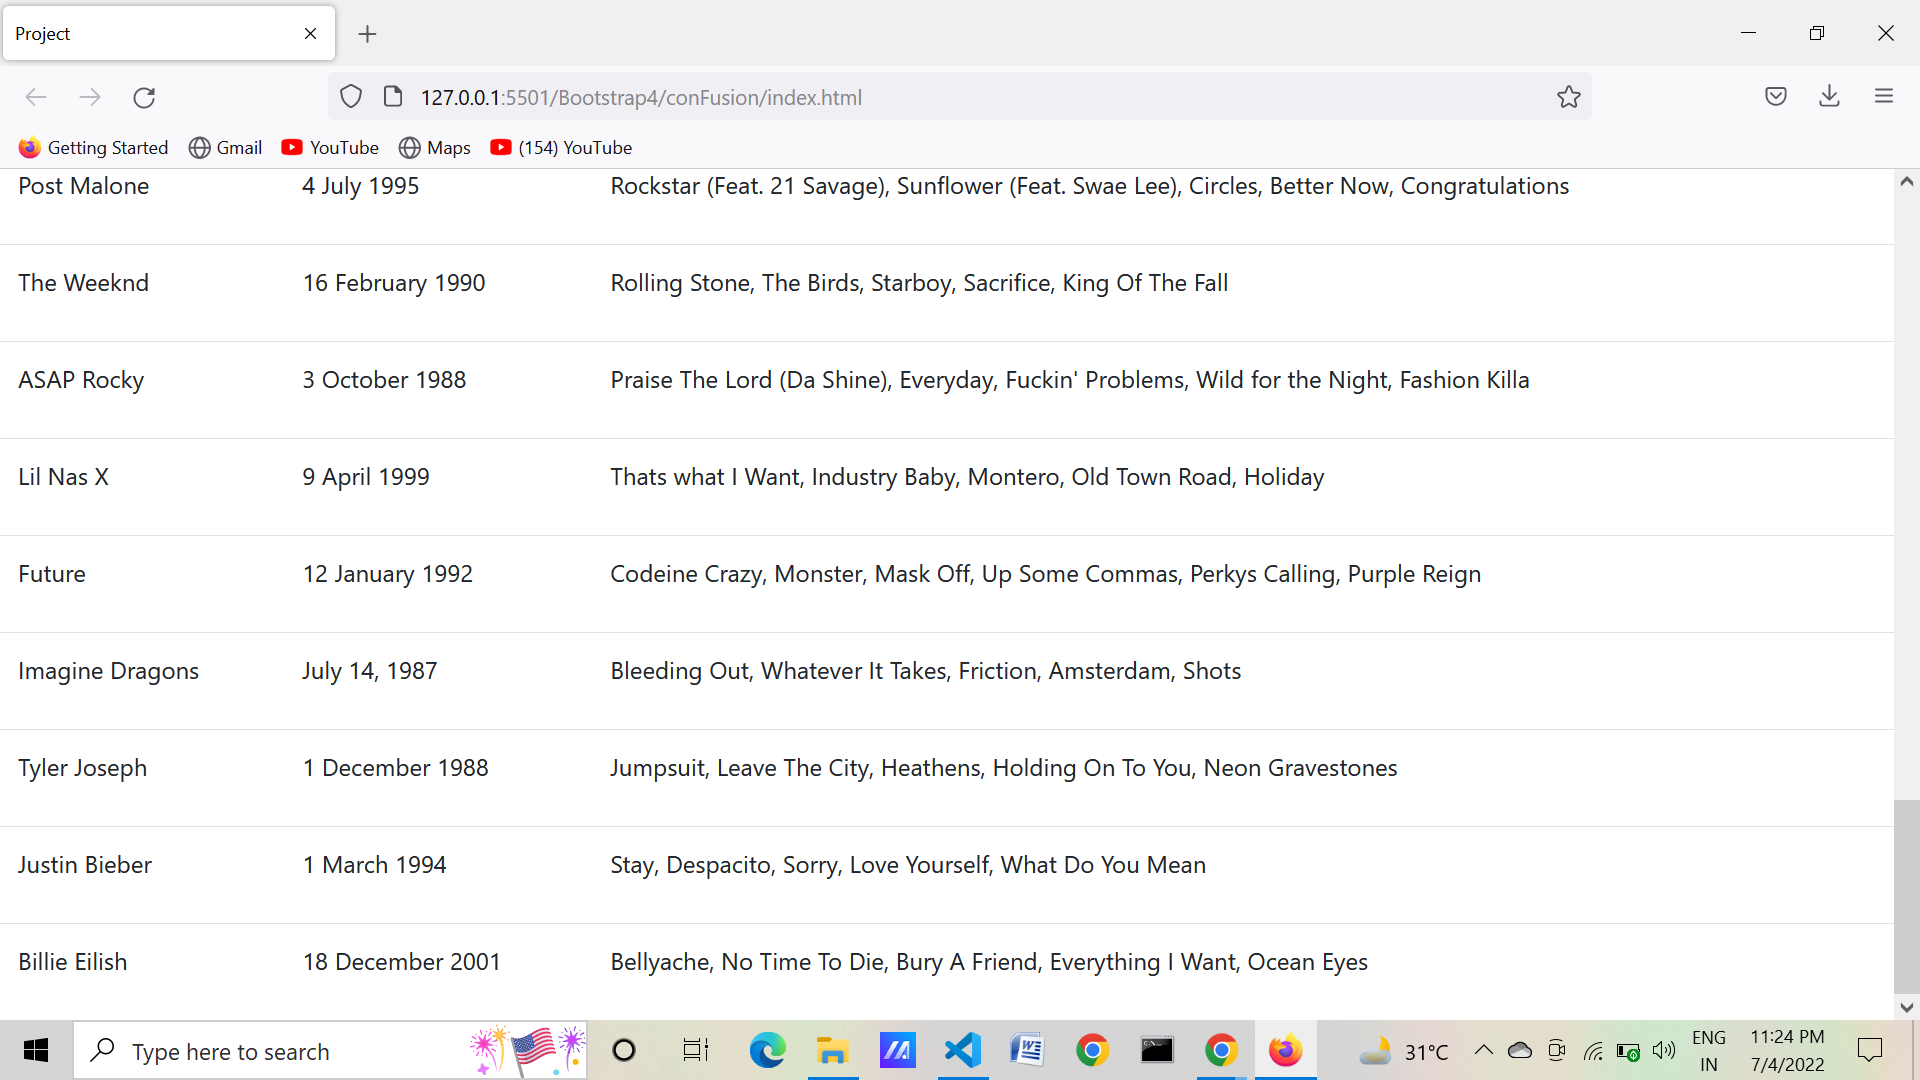 Project
127.0.0.1:5501/Bootstrap4/conFusion/index.html
Getting Started Gmail YouTube Maps (154) YouTube
Post Malone 4 July 1995 Rockstar (Feat. 21 Savage), Sunflower (Feat. Swae Lee), Circles, Better Now, Congratulations
The Weeknd 16 February 1990 Rolling Stone, The Birds, Starboy, Sacrifice, King Of The Fall
ASAP Rocky 3 October 1988 Praise The Lord (Da Shine), Everyday, Fuckin' Problems, Wild for the Night, Fashion Killa
Lil Nas X 9 April 1999 Thats what I Want, Industry Baby, Montero, Old Town Road, Holiday
Future 12 January 1992 Codeine Crazy, Monster, Mask Off, Up Some Commas, Perkys Calling, Purple Reign
Imagine Dragons July 14, 1987 Bleeding Out, Whatever It Takes, Friction, Amsterdam, Shots
Tyler Joseph 1 December 1988 Jumpsuit, Leave The City, Heathens, Holding On To You, Neon Gravestones
Justin Bieber 1 March 1994 Stay, Despacito, Sorry, Love Yourself, What Do You Mean
Billie Eilish 18 December 2001 Bellyache, No Time To Die, Bury A Friend, Everything I Want, Ocean Eyes
Type here to search 31°C ENG 11:24 PM
IN 7/4/2022